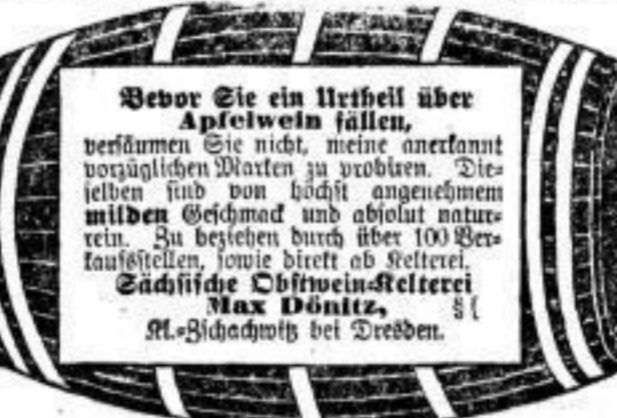 Bevor Sie ein Urtheil über
Apfelwein fällen,
versäumen Sie nicht, meine anerkannt
vorzüglichen Marken zu probiren. Die-
selben sind von höchst angenehmem
milden Geschmack und absolut natur-
rein. Zu beziehen durch über 100 Ver-
kaufsstellen, sowie direkt ab Kelterei.
Sächsische Obstwein-Kelterei
Max Dönitz,
Kl.-Zschachwitz bei Dresden.